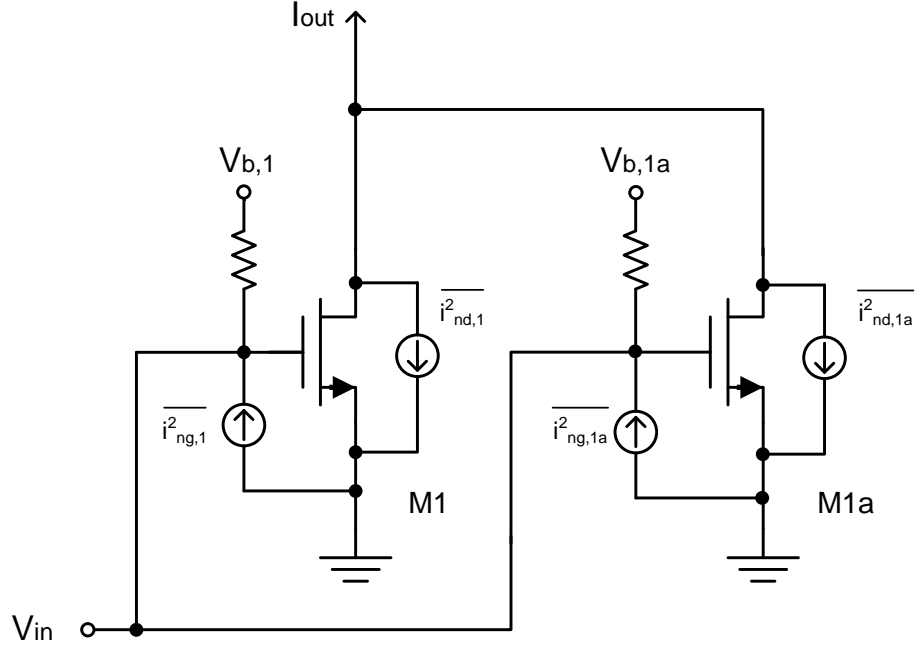 Iout
Vb,1
Vb,1a
i²nd,1
i²nd,1a
i²ng,1
i²ng,1a
M1
M1a
Vin